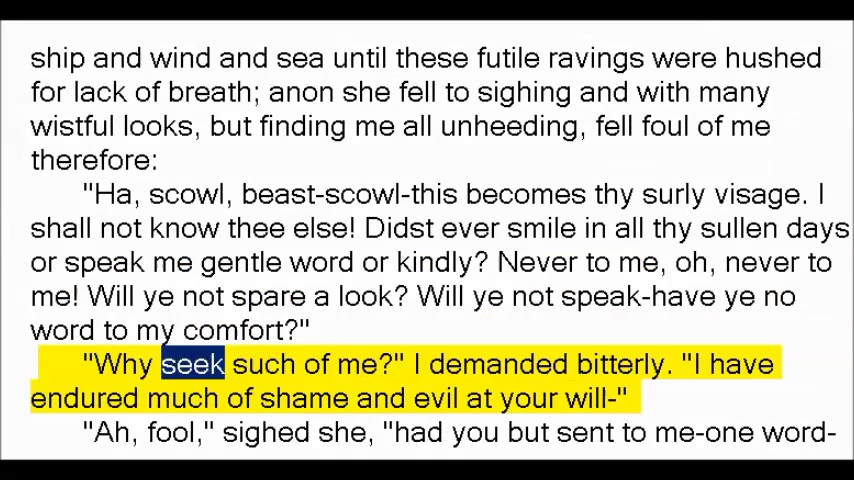 ship and wind and sea until these futile ravings were hushed
for lack of breath; anon she fell to sighing and with many
wistful looks, but finding me all unheeding, fell foul of me
therefore:
"Ha, scowl, beast-scowl-this becomes thy surly visage. I
shall not know thee else! Didst ever smile in all thy sullen days
or speak me gentle word or kindly? Never to me, oh, never to
me! Will ye not spare a look? Will ye not speak-have ye no
word to my comfort?"
"Why seek such of me?" I demanded bitterly. "I have
endured much of shame and evil at your will-"
"Ah, fool," sighed she, "had you but sent to me-one word-